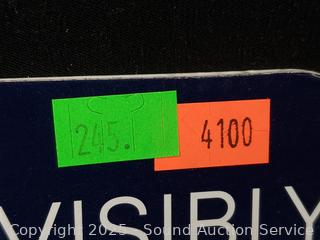 245.
4100
VISIBLY
Copyright 2025 - Sound Auction Service